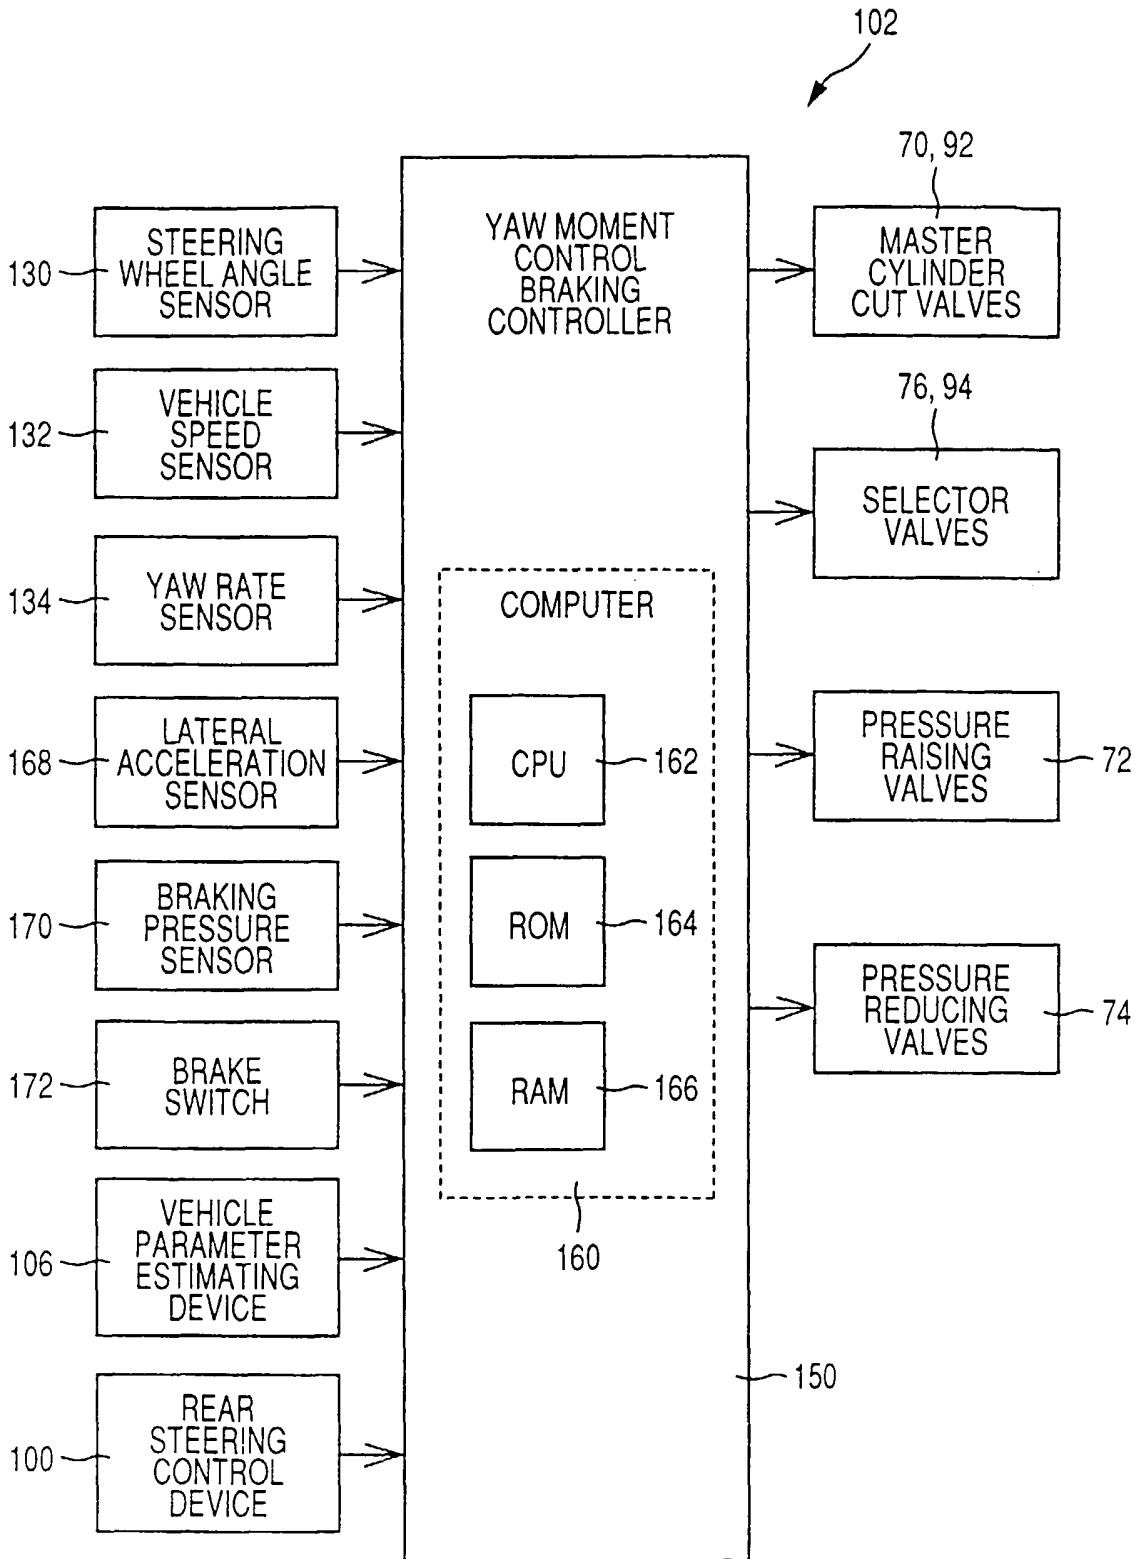 102
130
STEERING
WHEEL ANGLE
SENSOR
132
VEHICLE
SPEED
SENSOR
134
YAW RATE
SENSOR
168
LATERAL
ACCELERATION
SENSOR
170
BRAKING
PRESSURE
SENSOR
172
BRAKE
SWITCH
106
VEHICLE
PARAMETER
ESTIMATING
DEVICE
100
REAR
STEERING
CONTROL
DEVICE
YAW MOMENT
CONTROL
BRAKING
CONTROLLER
COMPUTER
CPU
162
ROM
164
RAM
166
160
150
70, 92
MASTER
CYLINDER
CUT VALVES
76, 94
SELECTOR
VALVES
PRESSURE
RAISING
VALVES
72
PRESSURE
REDUCING
VALVES
74